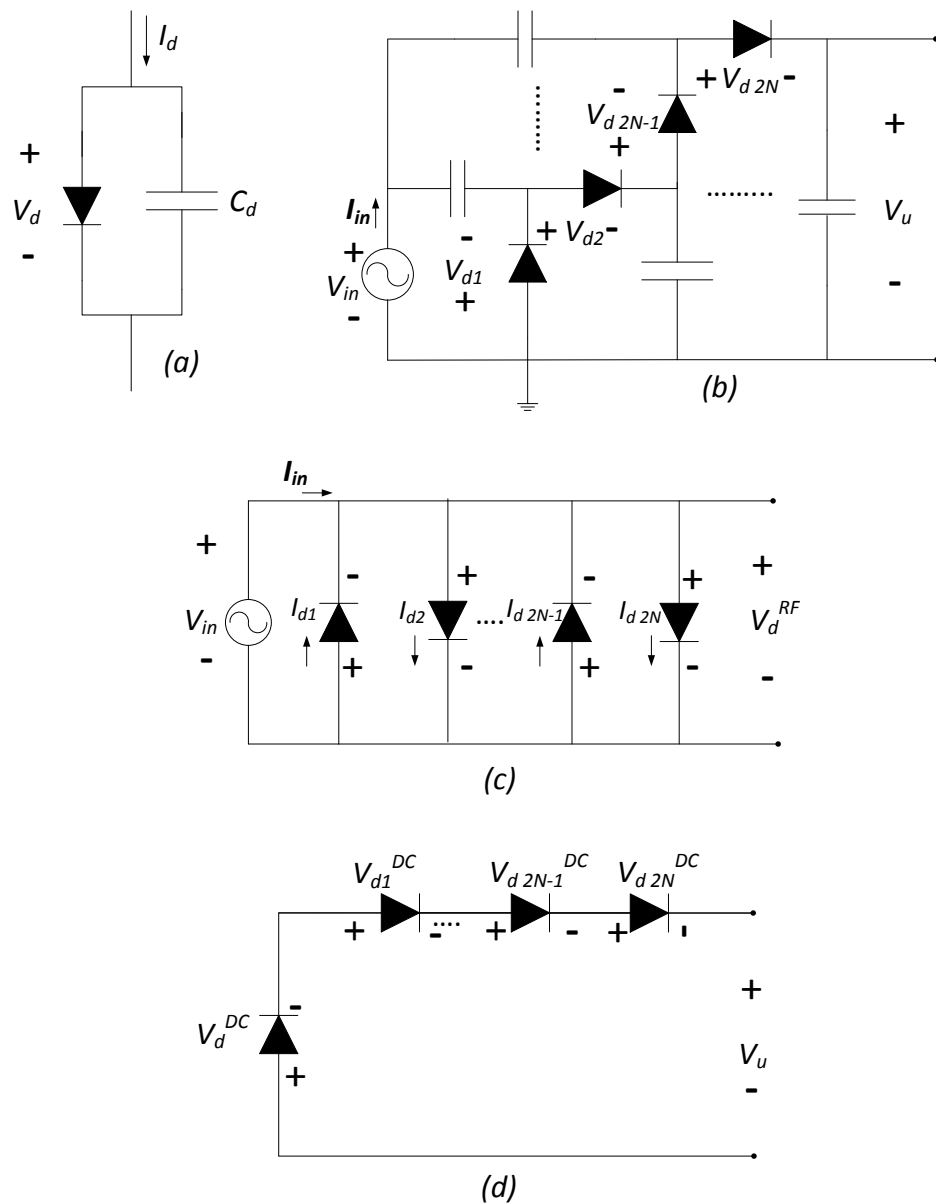 I_d
+
V_d
-
C_d
(a)
+ V_d 2N -
-
V_d 2N-1
+
.......
.........
I_in
+
V_in
-
-
V_d1
+
+ V_d2 -
+
V_u
-
(b)
I_in
+
V_in
-
-
I_d1
+
+
I_d2
-
....
-
I_d 2N-1
+
+
I_d 2N
-
+
V_d^RF
-
(c)
V_d1^DC
V_d 2N-1^DC
V_d 2N^DC
+ - .... + - + -
-
V_d^DC
+
+
V_u
-
(d)